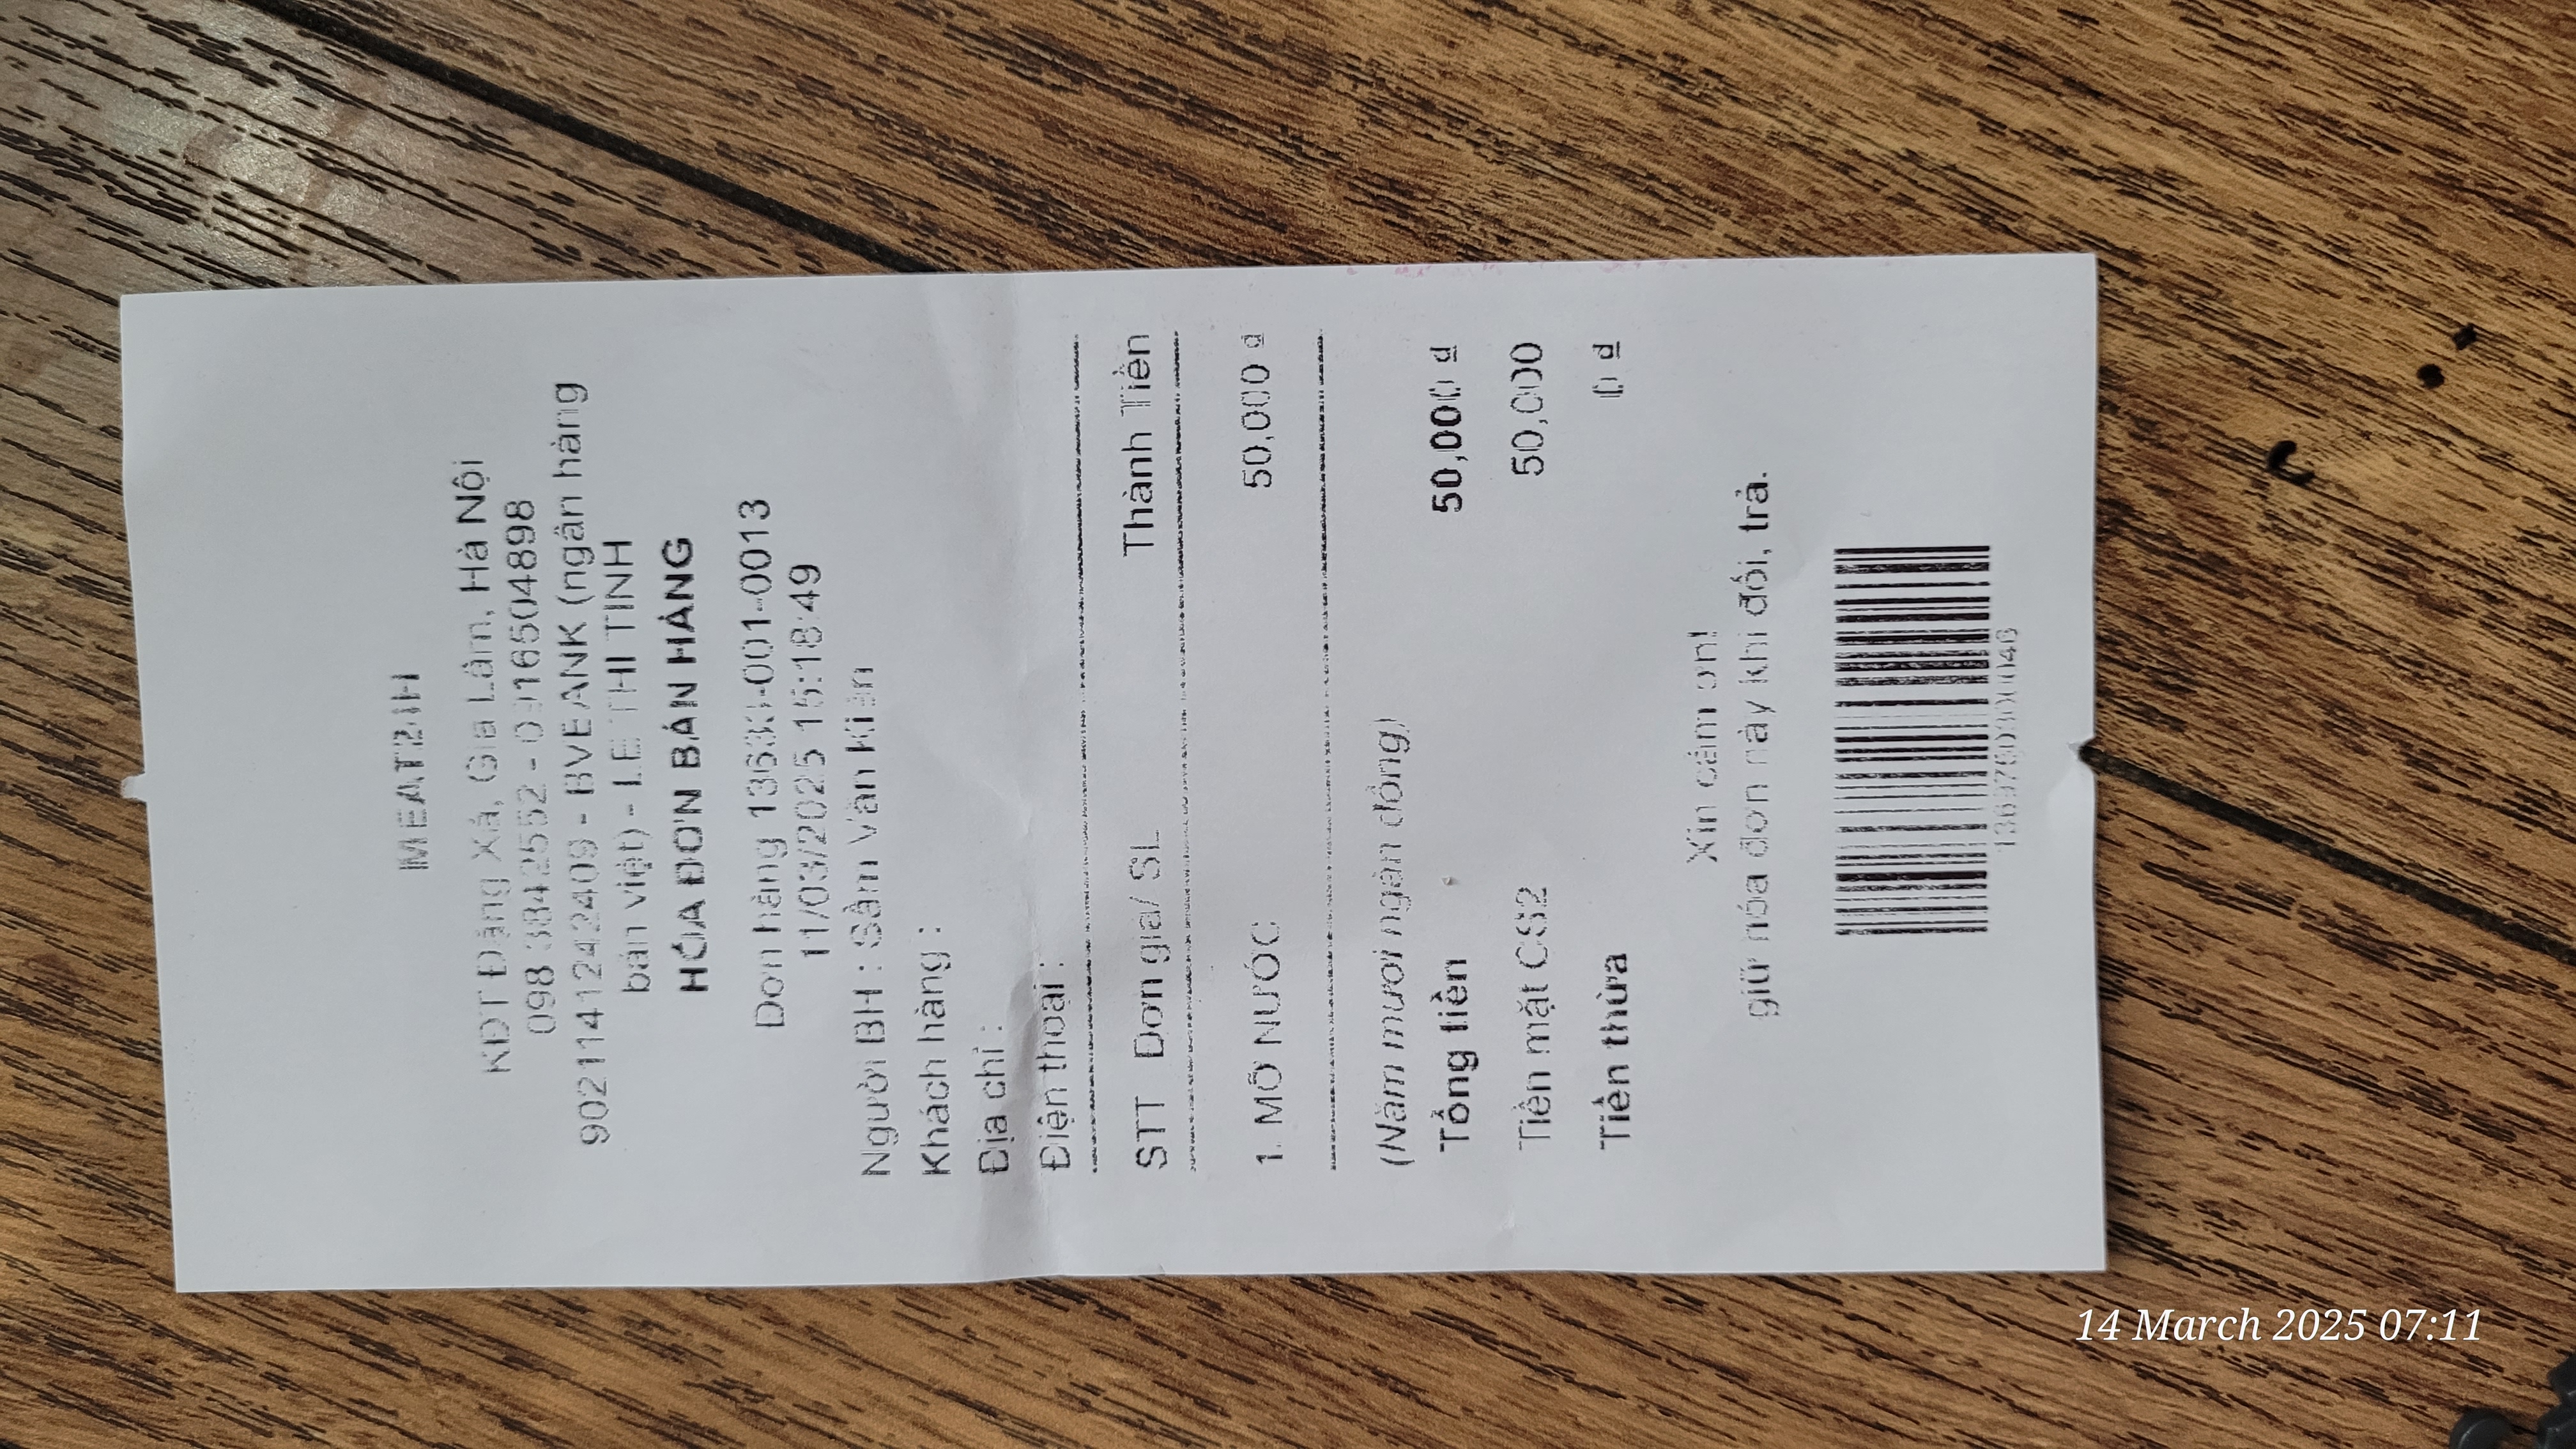 MEAT24H
KĐT Đặng Xá, Gia Lâm, Hà Nội
098 3842552 - 0916504898
9021141242409 - BVBANK (ngân hàng
bản việt) - LE THI TINH
HÓA ĐƠN BÁN HÀNG
Đơn hàng 13633-001-0013
11/03/2025 15:18:49
Người BH : Sầm Văn Kiên
Khách hàng :
Địa chỉ :
Điện thoại :
STT Đơn giá/ SL Thành Tiền
1. MỠ NƯỚC 50,000 đ
(Năm mươi ngàn đồng)
Tổng tiền 50,000 đ
Tiền mặt CS2 50,000
Tiền thừa 0 đ
Xin cảm ơn!
giữ hóa đơn này khi đổi, trả.
14 March 2025 07:11